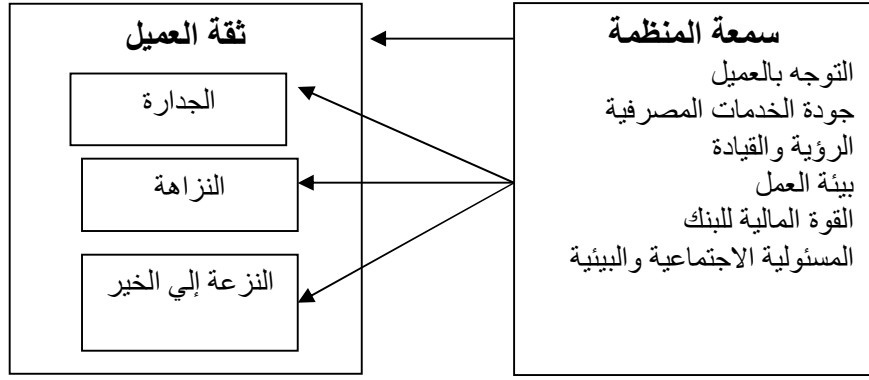 سمعة المنظمة
التوجه بالعميل
جودة الخدمات المصرفية
الرؤية والقيادة
بيئة العمل
القوة المالية للبنك
المسئولية الاجتماعية والبيئية
ثقة العميل
الجدارة
النزاهة
النزعة إلي الخير